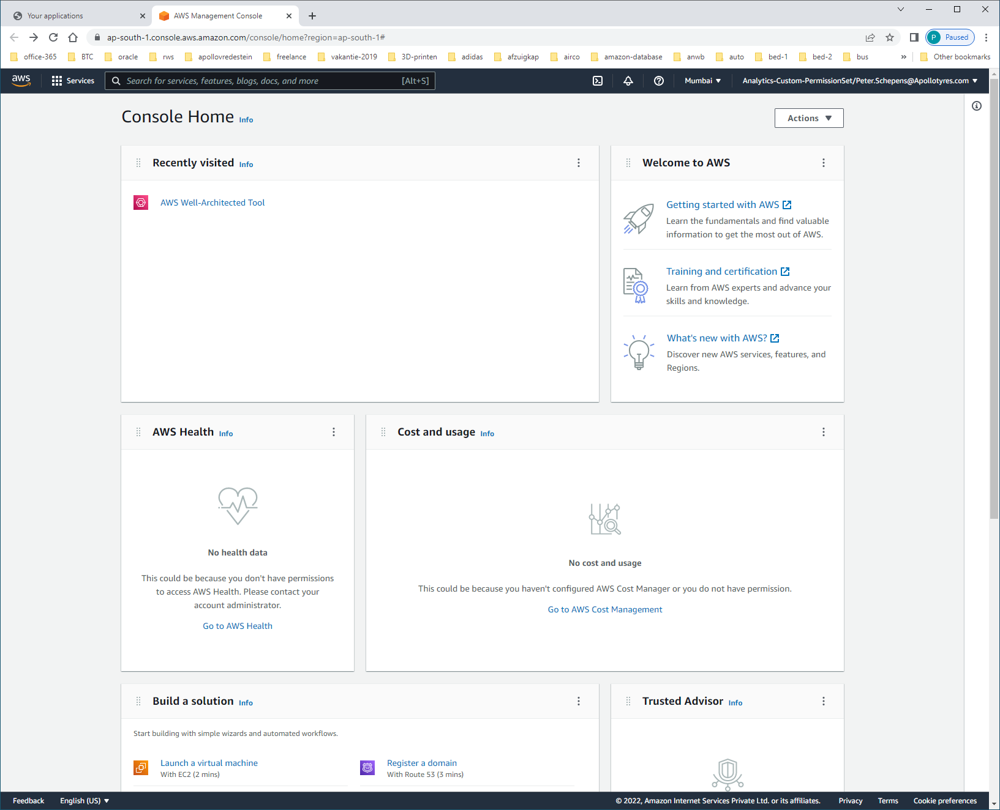 Your applications
AWS Management Console
ap-south-1.console.aws.amazon.com/console/home?region=ap-south-1#
P Paused
office-365 BTC oracle rws apollovredestein freelance vakantie-2019 3D-printen adidas afzuigkap airco amazon-database anwb auto bed-1 bed-2 bus » Other bookmarks
aws Services Search for services, features, blogs, docs, and more [Alt+S] Mumbai Analytics-Custom-PermissionSet/Peter.Schepens@Apollotyres.com
Console Home Info
Actions
Recently visited Info
AWS Well-Architected Tool
Welcome to AWS
Getting started with AWS
Learn the fundamentals and find valuable
information to get the most out of AWS.
Training and certification
Learn from AWS experts and advance your
skills and knowledge.
What's new with AWS?
Discover new AWS services, features, and
Regions.
AWS Health Info
No health data
This could be because you don't have permissions
to access AWS Health. Please contact your
account administrator.
Go to AWS Health
Cost and usage Info
No cost and usage
This could be because you haven't configured AWS Cost Manager or you do not have permission.
Go to AWS Cost Management
Build a solution Info
Start building with simple wizards and automated workflows.
Launch a virtual machine
With EC2 (2 mins)
Register a domain
With Route 53 (3 mins)
Trusted Advisor Info
Feedback English (US) © 2022, Amazon Internet Services Private Ltd. or its affiliates. Privacy Terms Cookie preferences